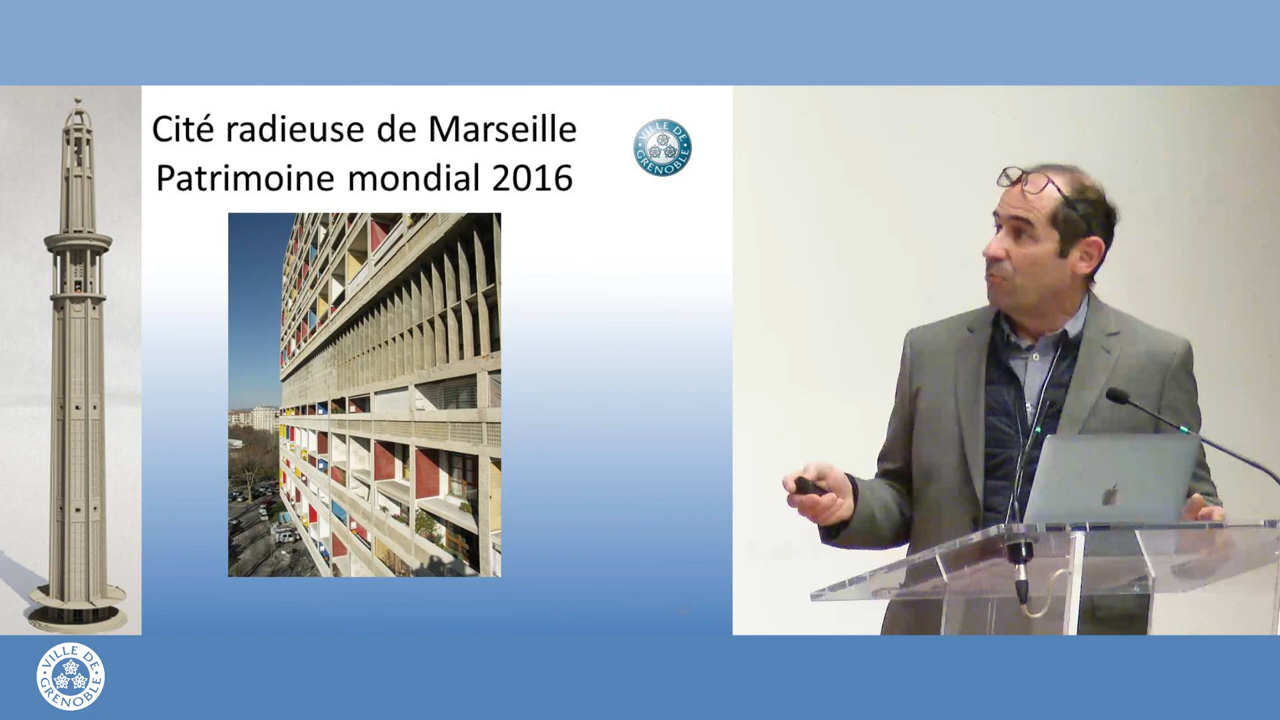 Cité radieuse de Marseille
Patrimoine mondial 2016
VILLE DE
GRENOBLE
VILLE DE
GRENOBLE